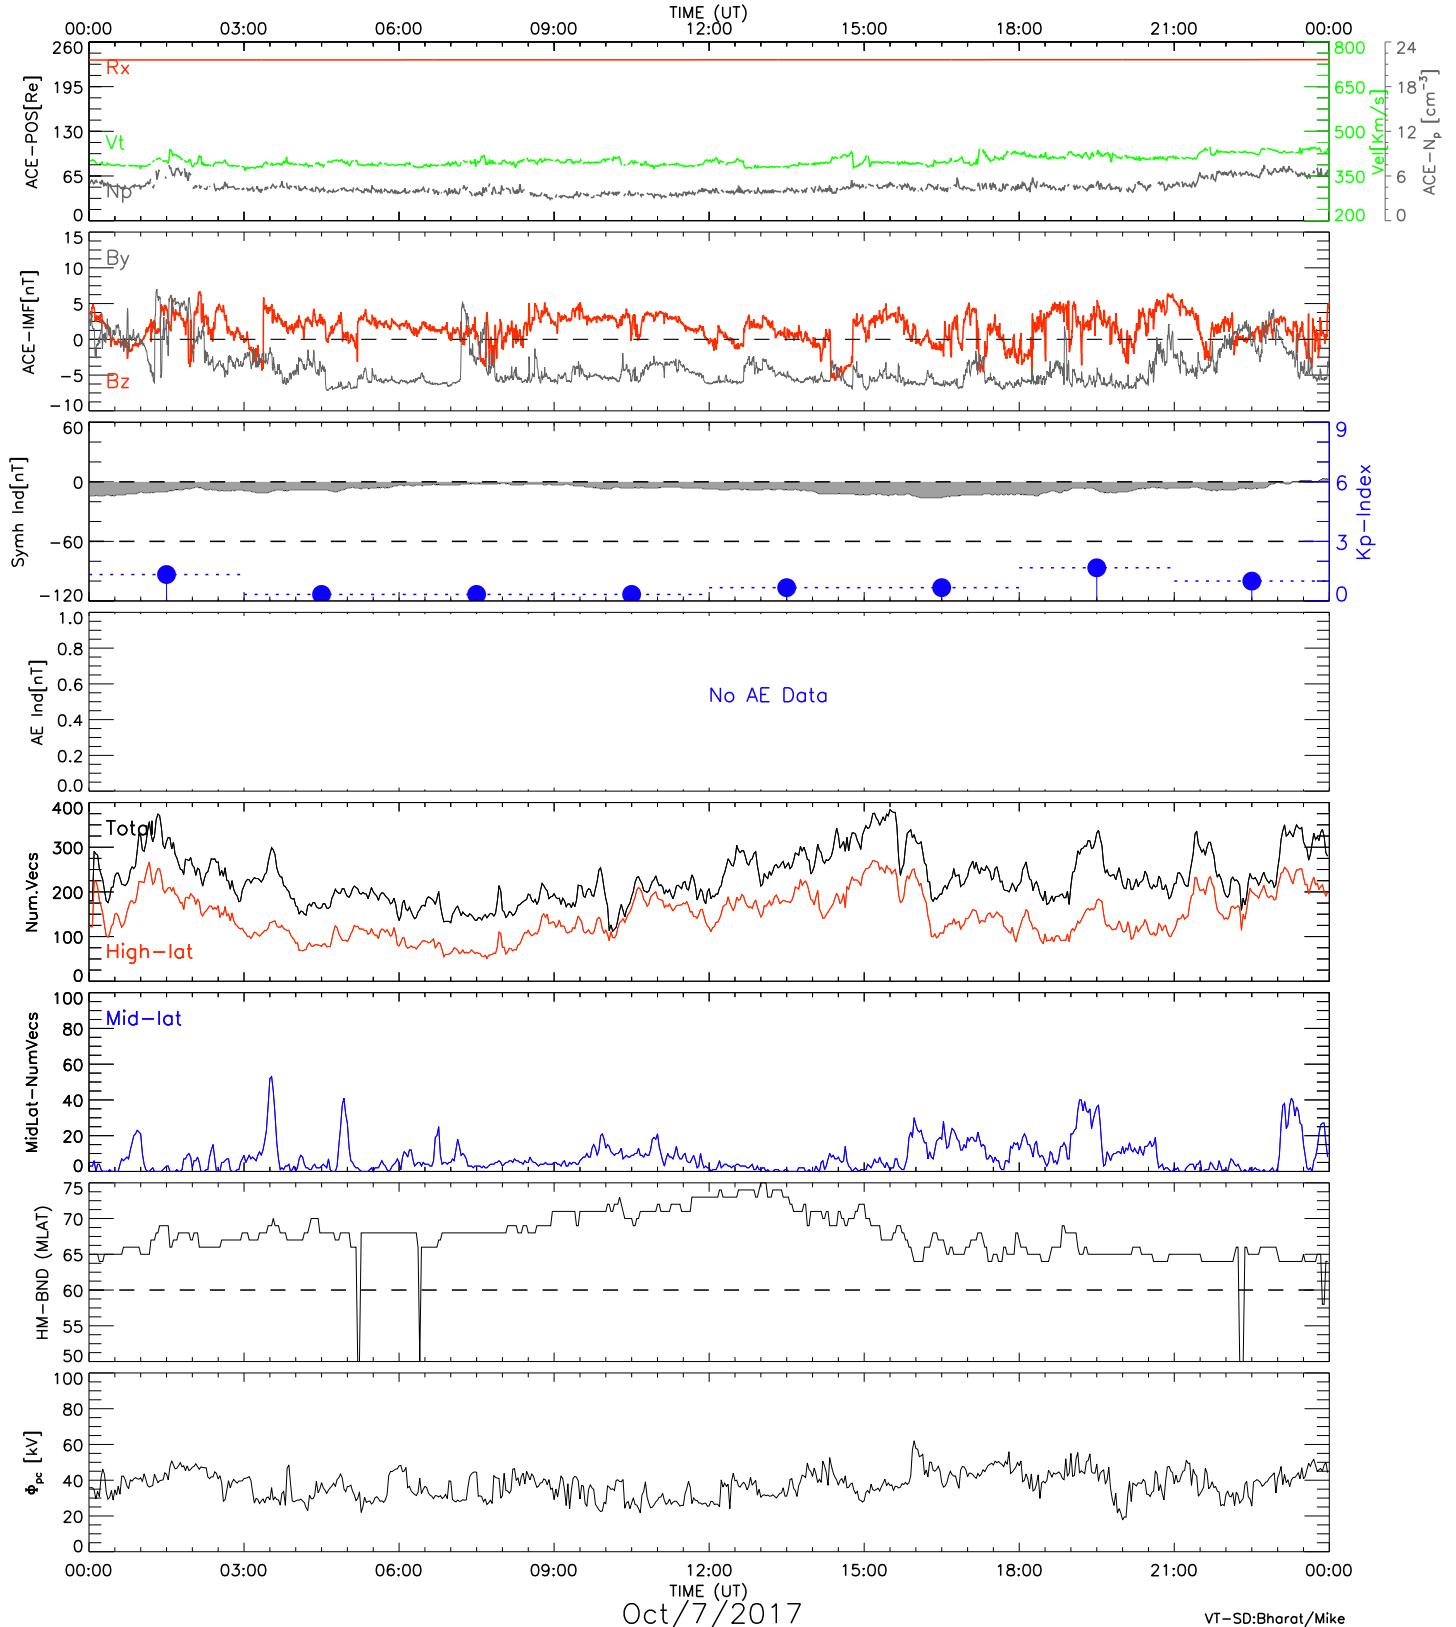 TIME (UT)
00:00 03:00 06:00 09:00 12:00 15:00 18:00 21:00 00:00
260
195
130
65
0
ACE-POS[Re]
Rx
Vt
Np
800
650
500
350
200
Vel[Km/s]
24
18
12
6
0
ACE-Np [cm-3]
15
10
5
0
-5
-10
ACE-IMF[nT]
By
Bz
60
0
-60
-120
Symh Ind[nT]
9
6
3
0
Kp-Index
1.0
0.8
0.6
0.4
0.2
0.0
AE Ind[nT]
No AE Data
400
300
200
100
0
Num.Vecs
Total
High-lat
100
80
60
40
20
0
MidLat-NumVecs
Mid-lat
75
70
65
60
55
50
HM-BND (MLAT)
100
80
60
40
20
0
Φpc [kV]
00:00 03:00 06:00 09:00 12:00 15:00 18:00 21:00 00:00
TIME (UT)
Oct/7/2017
VT-SD:Bharat/Mike